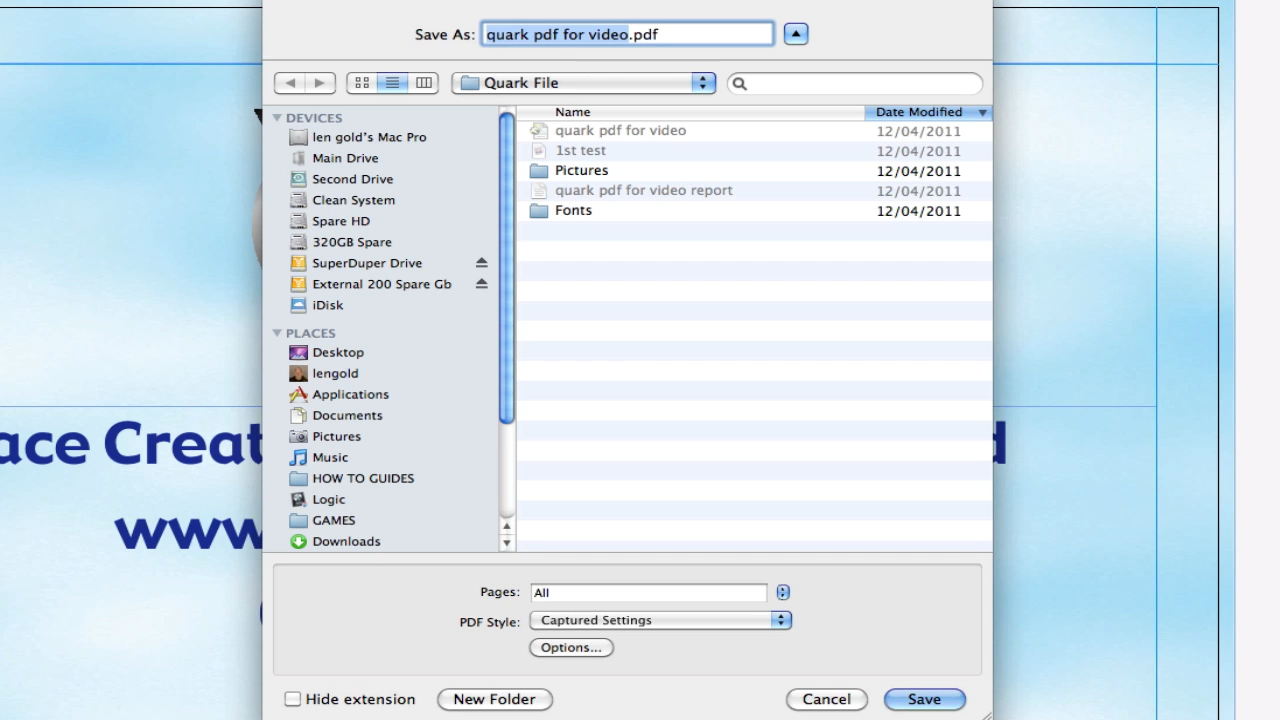 Save As: quark pdf for video.pdf
Quark File
Name Date Modified
quark pdf for video 12/04/2011
1st test 12/04/2011
Pictures 12/04/2011
quark pdf for video report 12/04/2011
Fonts 12/04/2011
DEVICES
len gold's Mac Pro
Main Drive
Second Drive
Clean System
Spare HD
320GB Spare
SuperDuper Drive
External 200 Spare Gb
iDisk
PLACES
Desktop
lengold
Applications
Documents
Pictures
Music
HOW TO GUIDES
Logic
GAMES
Downloads
ace Creat
www
Pages: All
PDF Style: Captured Settings
Options...
Hide extension New Folder Cancel Save